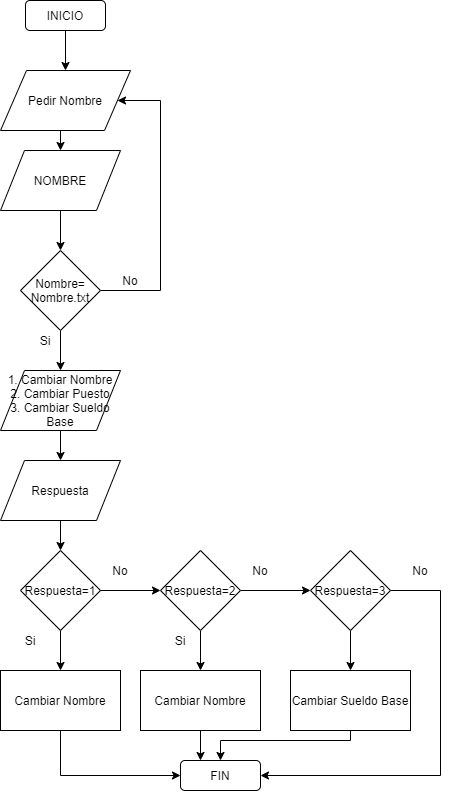 INICIO
Pedir Nombre
NOMBRE
Nombre=
Nombre.txt
No
Si
1. Cambiar Nombre
2. Cambiar Puesto
3. Cambiar Sueldo
Base
Respuesta
Respuesta=1
No
Respuesta=2
No
Respuesta=3
No
Si
Si
Cambiar Nombre
Cambiar Nombre
Cambiar Sueldo Base
FIN